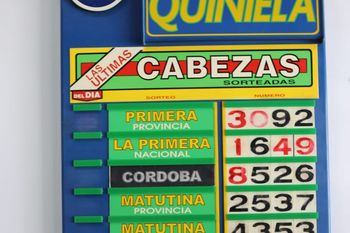 QUINIELA
LAS ULTIMAS
CABEZAS
SORTEADAS
DEL DIA
SORTEO NUMERO
PRIMERA
PROVINCIA
3092
LA PRIMERA
NACIONAL
1649
CORDOBA
8526
MATUTINA
PROVINCIA
2537
MATUTINA
4353